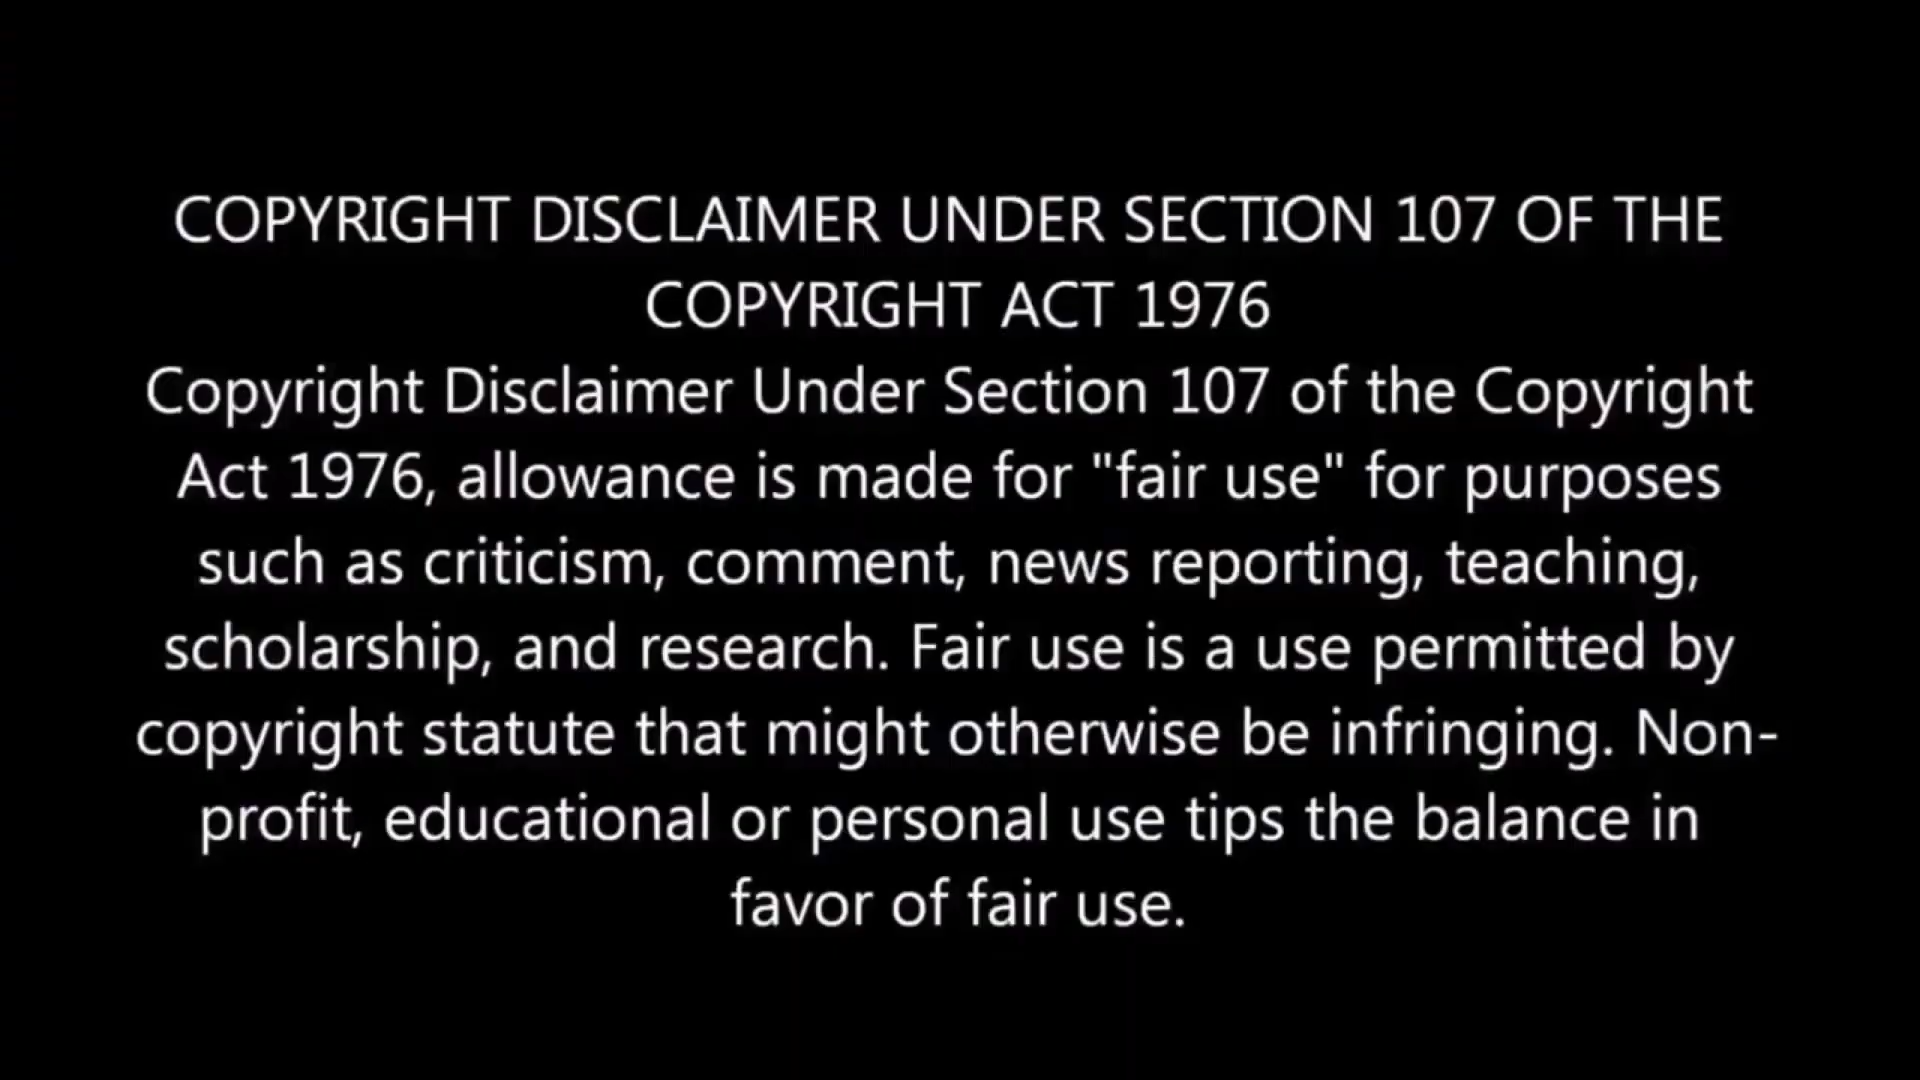 COPYRIGHT DISCLAIMER UNDER SECTION 107 OF THE
COPYRIGHT ACT 1976
Copyright Disclaimer Under Section 107 of the Copyright
Act 1976, allowance is made for "fair use" for purposes
such as criticism, comment, news reporting, teaching,
scholarship, and research. Fair use is a use permitted by
copyright statute that might otherwise be infringing. Non-
profit, educational or personal use tips the balance in
favor of fair use.